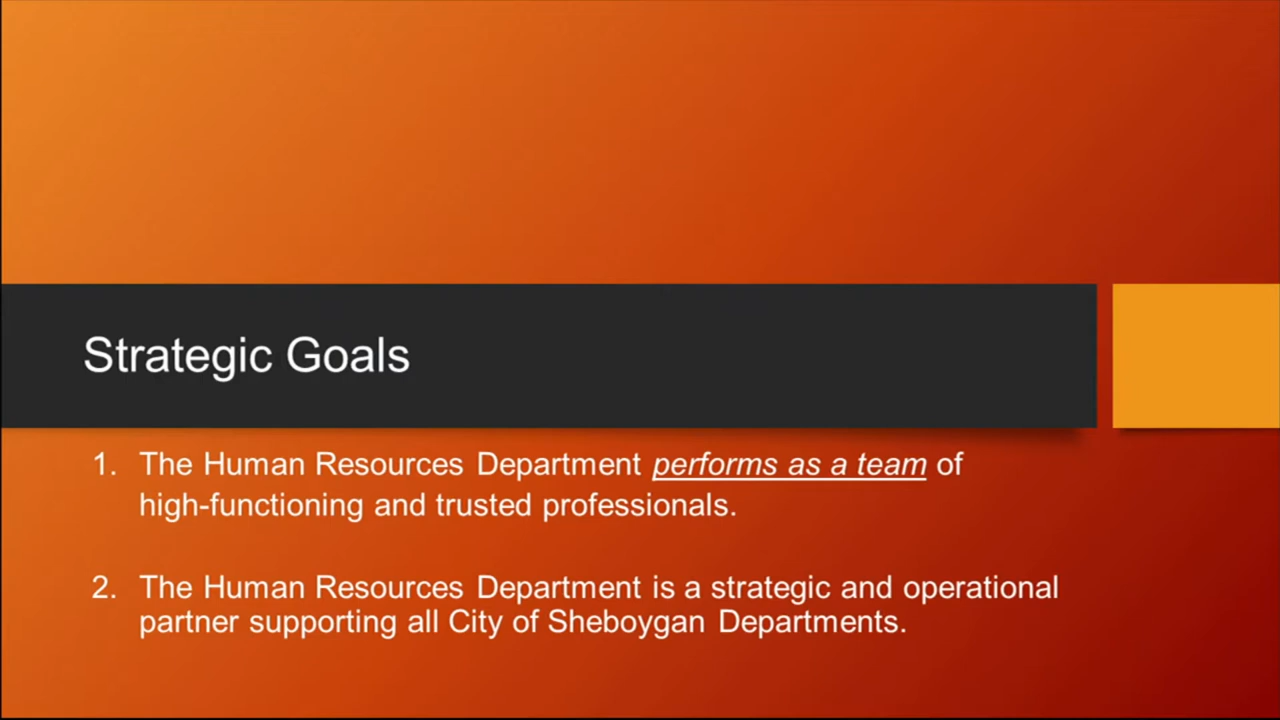 Strategic Goals
1. The Human Resources Department performs as a team of
high-functioning and trusted professionals.
2. The Human Resources Department is a strategic and operational
partner supporting all City of Sheboygan Departments.